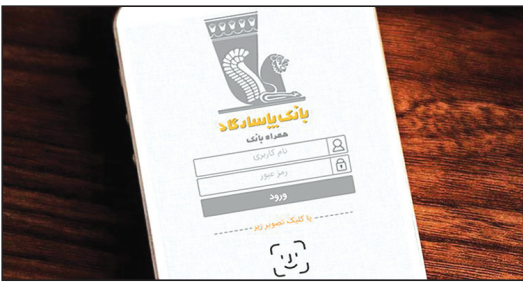 بانک پاسارگاد
همراه بانک
نام کاربری
رمز عبور
ورود
یا کلیک تصویر زیر